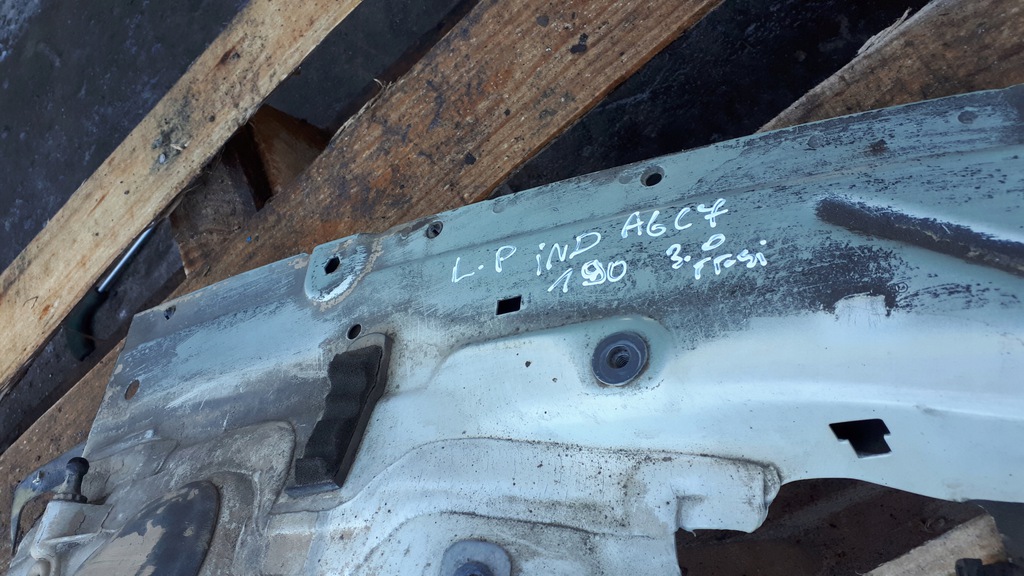 L.P iND A6C7
190 3.0 TFSi